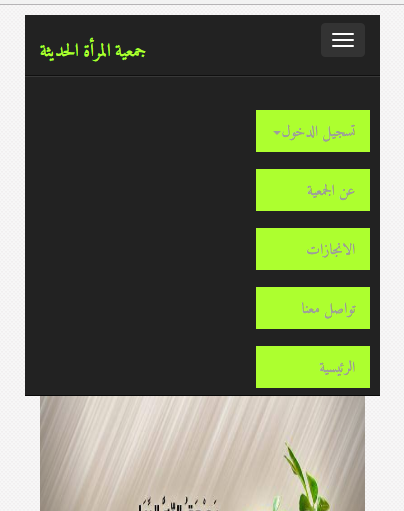 جمعية المرأة الحديثة
تسجيل الدخول
عن الجمعية
الانجازات
تواصل معنا
الرئيسية